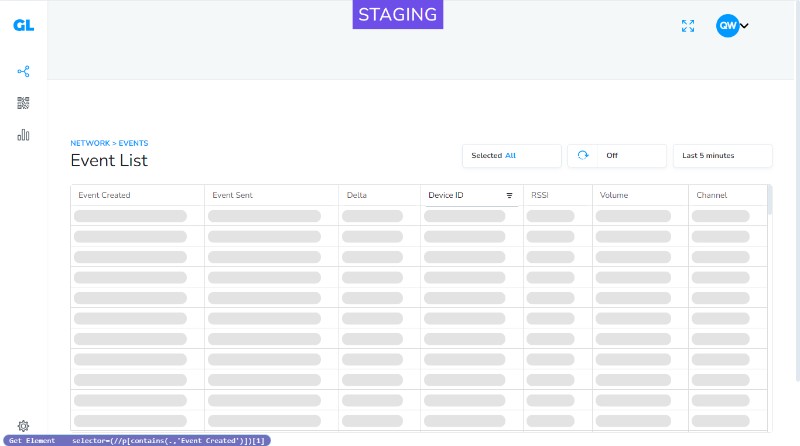 STAGING
GL
QW
NETWORK > EVENTS
Event List
Selected All
Off
Last 5 minutes
Event Created Event Sent Delta Device ID RSSI Volume Channel
Get Element selector=(//p[contains(.,'Event Created')])[1]